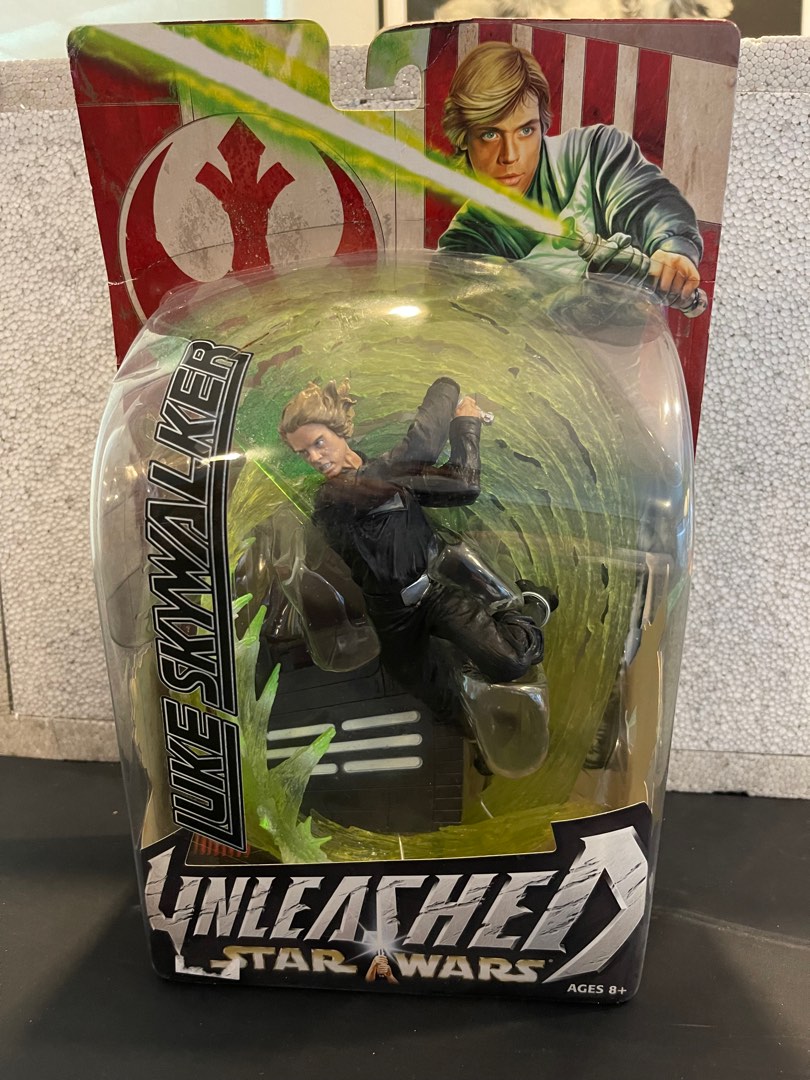 LUKE SKYWALKER
UNLEASHED
STAR WARS
AGES 8+